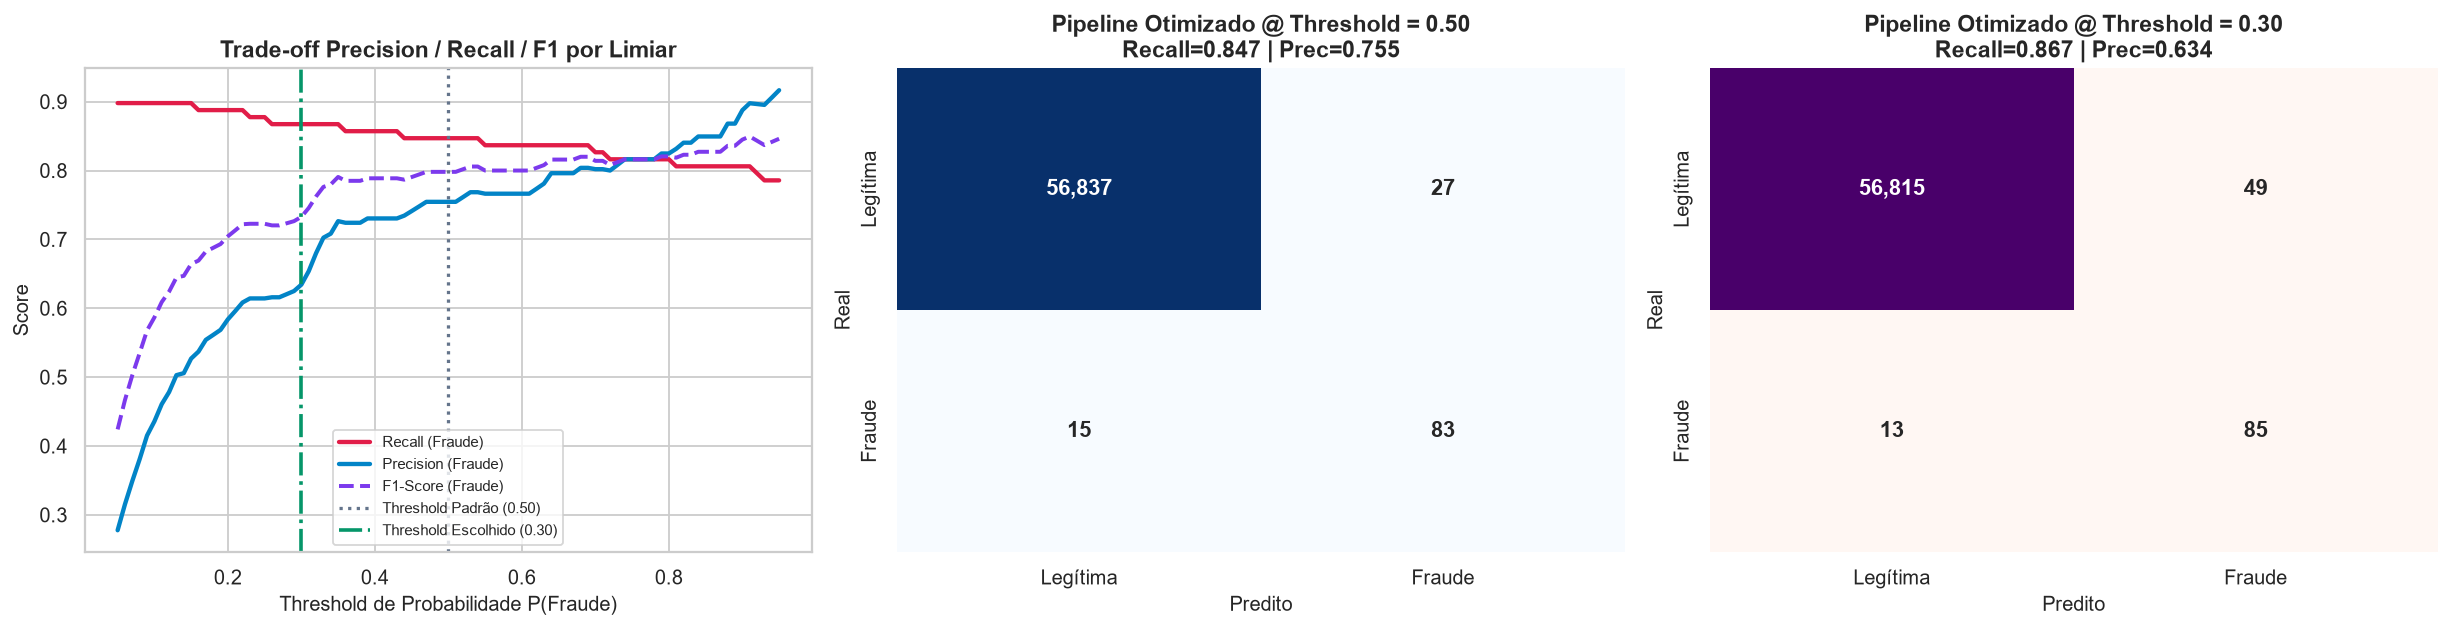 Trade-off Precision / Recall / F1 por Limiar
Score
0.9
0.8
0.7
0.6
0.5
0.4
0.3
0.2
0.4
0.6
0.8
Threshold de Probabilidade P(Fraude)
Recall (Fraude)
Precision (Fraude)
F1-Score (Fraude)
Threshold Padrão (0.50)
Threshold Escolhido (0.30)
Pipeline Otimizado @ Threshold = 0.50
Recall=0.847 | Prec=0.755
Real
Legítima
Fraude
56,837
27
15
83
Legítima
Fraude
Predito
Pipeline Otimizado @ Threshold = 0.30
Recall=0.867 | Prec=0.634
Real
Legítima
Fraude
56,815
49
13
85
Legítima
Fraude
Predito